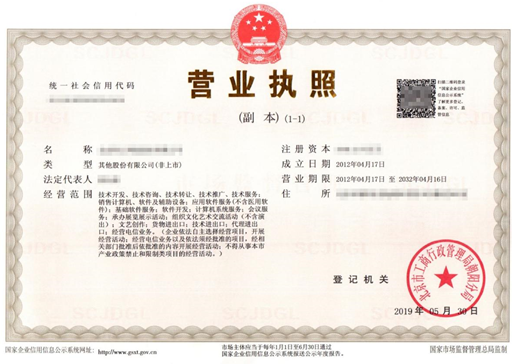 统一社会信用代码
营业执照
(副 本) (1-1)
扫描二维码登录
“国家企业信用
信息公示系统”
了解更多登记、
备案、许可、监
管信息
名 称
类 型 其他股份有限公司(非上市)
法定代表人
经营范围 技术开发、技术咨询、技术转让、技术推广、技术服务;
销售计算机、软件及辅助设备;应用软件服务(不含医用软
件);基础软件服务;软件开发;计算机系统服务;会议服
务;承办展览展示活动;组织文化艺术交流活动(不含演
出);文艺创作;货物进出口;技术进出口;代理进出
口;经营电信业务。(企业依法自主选择经营项目,开展
经营活动;经营电信业务以及依法须经批准的项目,经相
关部门批准后依批准的内容开展经营活动;不得从事本市
产业政策禁止和限制类项目的经营活动。)
注册资本
成立日期 2012年04月17日
营业期限 2012年04月17日 至 2032年04月16日
住 所
登记机关
北京市工商行政管理局朝阳分局
2019 年 05 月 30 日
国家企业信用信息公示系统网址: http://www.gsxt.gov.cn
市场主体应当于每年1月1日至6月30日通过
国家企业信用信息公示系统报送公示年度报告。
国家市场监督管理总局监制